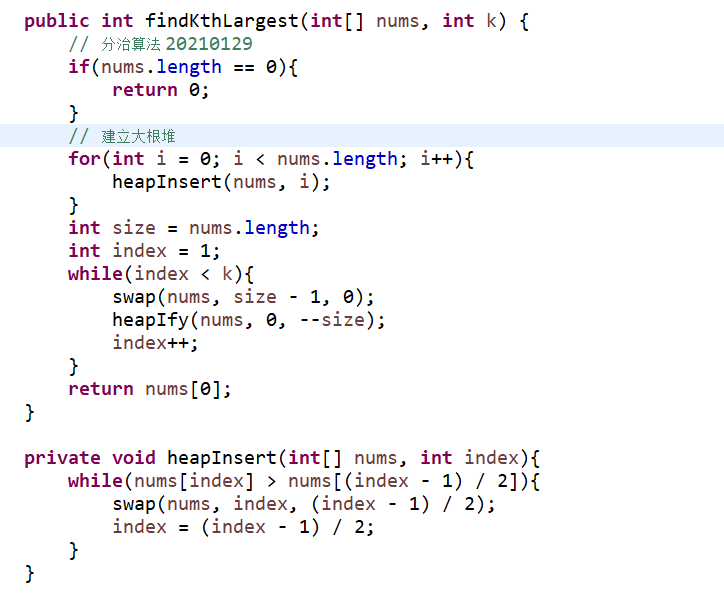 public int findKthLargest(int[] nums, int k) {
    // 分治算法 20210129
    if(nums.length == 0){
        return 0;
    }
    // 建立大根堆
    for(int i = 0; i < nums.length; i++){
        heapInsert(nums, i);
    }
    int size = nums.length;
    int index = 1;
    while(index < k){
        swap(nums, size - 1, 0);
        heapIfy(nums, 0, --size);
        index++;
    }
    return nums[0];
}

private void heapInsert(int[] nums, int index){
    while(nums[index] > nums[(index - 1) / 2]){
        swap(nums, index, (index - 1) / 2);
        index = (index - 1) / 2;
    }
}